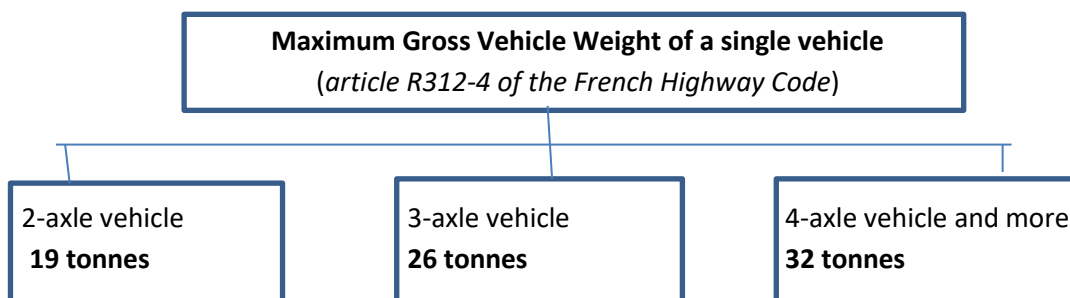 Maximum Gross Vehicle Weight of a single vehicle
(article R312-4 of the French Highway Code)
2-axle vehicle
19 tonnes
3-axle vehicle
26 tonnes
4-axle vehicle and more
32 tonnes